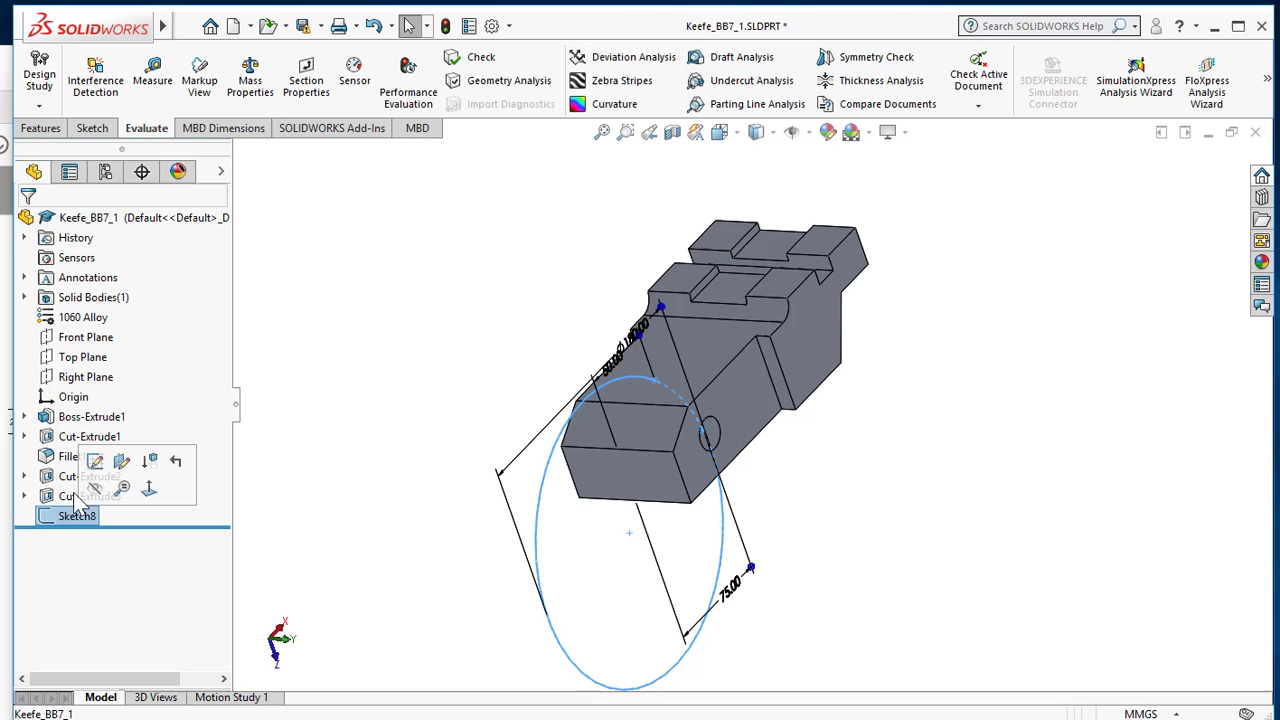 SOLIDWORKS
Keefe_BB7_1.SLDPRT *
Search SOLIDWORKS Help
?
Design Study
Interference Detection
Measure
Markup View
Mass Properties
Section Properties
Sensor
Performance Evaluation
Check
Geometry Analysis
Import Diagnostics
Deviation Analysis
Zebra Stripes
Curvature
Draft Analysis
Undercut Analysis
Parting Line Analysis
Symmetry Check
Thickness Analysis
Compare Documents
Check Active Document
3DEXPERIENCE Simulation Connector
SimulationXpress Analysis Wizard
FloXpress Analysis Wizard
Features
Sketch
Evaluate
MBD Dimensions
SOLIDWORKS Add-Ins
MBD
Keefe_BB7_1 (Default<<Default>_D
History
Sensors
Annotations
Solid Bodies(1)
1060 Alloy
Front Plane
Top Plane
Right Plane
Origin
Boss-Extrude1
Cut-Extrude1
Sketch8
50.00
75.00
X
Y
Z
Model
3D Views
Motion Study 1
Keefe_BB7_1
MMGS